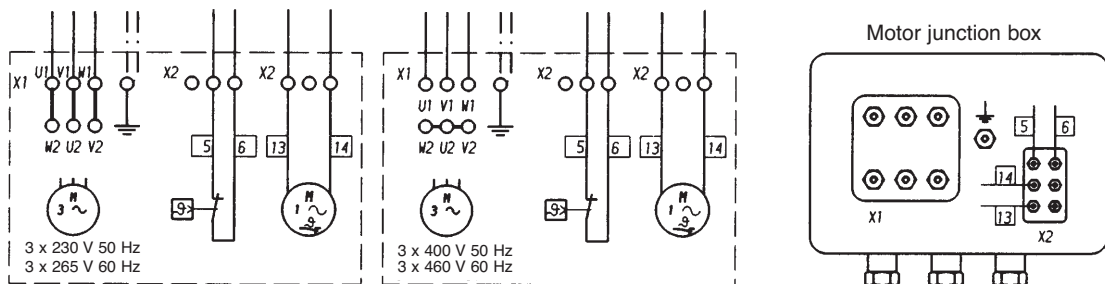 X1 U1 V1 W1 X2 X2
W2 U2 V2
5 6 13 14
ϑ
M
3 ~
M
1 ~
ϑ
3 x 230 V 50 Hz
3 x 265 V 60 Hz
X1 X2 X2
U1 V1 W1
W2 U2 V2
5 6 13 14
ϑ
M
3 ~
M
1 ~
ϑ
3 x 400 V 50 Hz
3 x 460 V 60 Hz
Motor junction box
5 6
14
13
X1
X2